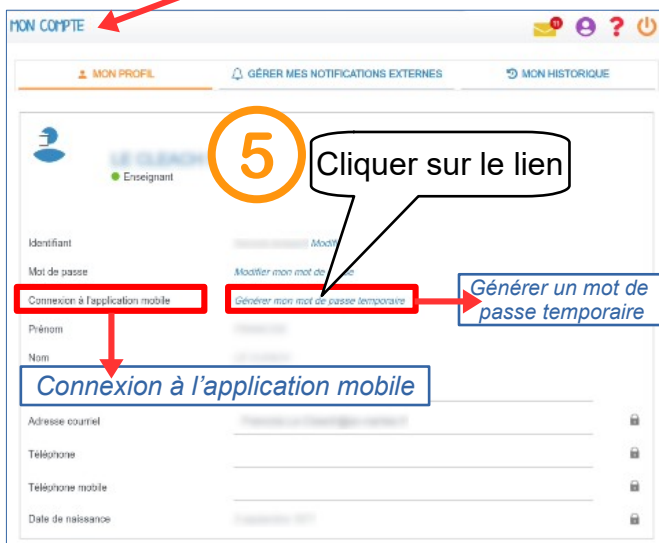 MON COMPTE
11 ?
MON PROFIL GÉRER MES NOTIFICATIONS EXTERNES MON HISTORIQUE
5 Cliquer sur le lien
Enseignant
Identifiant
Mot de passe Modifier mon mot de
Connexion à l'application mobile Générer mon mot de passe temporaire
Générer un mot de
passe temporaire
Prénom
Nom
Connexion à l'application mobile
Adresse courriel
Téléphone
Téléphone mobile
Date de naissance